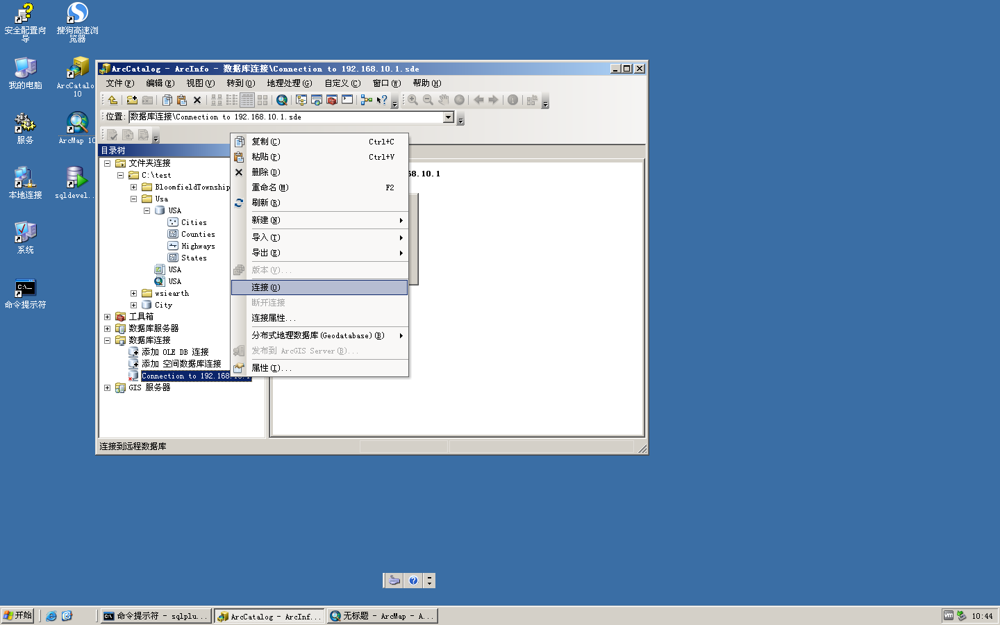 安全配置向导
搜狗高速浏览器
我的电脑
ArcCatalo
10
服务
ArcMap 10
本地连接
sqldevel...
系统
C:\_
命令提示符
ArcCatalog - ArcInfo - 数据库连接\Connection to 192.168.10.1.sde
文件(F) 编辑(E) 视图(V) 转到(O) 地理处理(G) 自定义(C) 窗口(W) 帮助(H)
位置: 数据库连接\Connection to 192.168.10.1.sde
目录树
文件夹连接
C:\test
BloomfieldTownship
Usa
USA
Cities
Counties
Highways
States
USA
USA
wsiearth
City
工具箱
数据库服务器
数据库连接
添加 OLE DB 连接
添加 空间数据库连接
Connection to 192.168.10.1
GIS 服务器
68.10.1
复制(C) Ctrl+C
粘贴(P) Ctrl+V
删除(D)
重命名(M) F2
刷新(R)
新建(N)
导入(I)
导出(E)
版本(V)...
连接(O)
断开连接
连接属性...
分布式地理数据库(Geodatabase)(B)
发布到 ArcGIS Server(B)...
属性(I)...
连接到远程数据库
开始
命令提示符 - sqlplu...
ArcCatalog - ArcInf...
无标题 - ArcMap - A...
vm
10:44